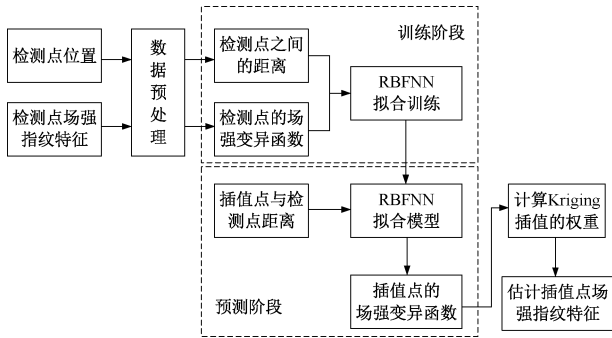 训练阶段
检测点位置
数据预处理
检测点之间
的距离
检测点场强
指纹特征
检测点的场
强变异函数
RBFNN
拟合训练
插值点与检
测点距离
RBFNN
拟合模型
计算Kriging
插值的权重
预测阶段
插值点的
场强变异函数
估计插值点场
强指纹特征